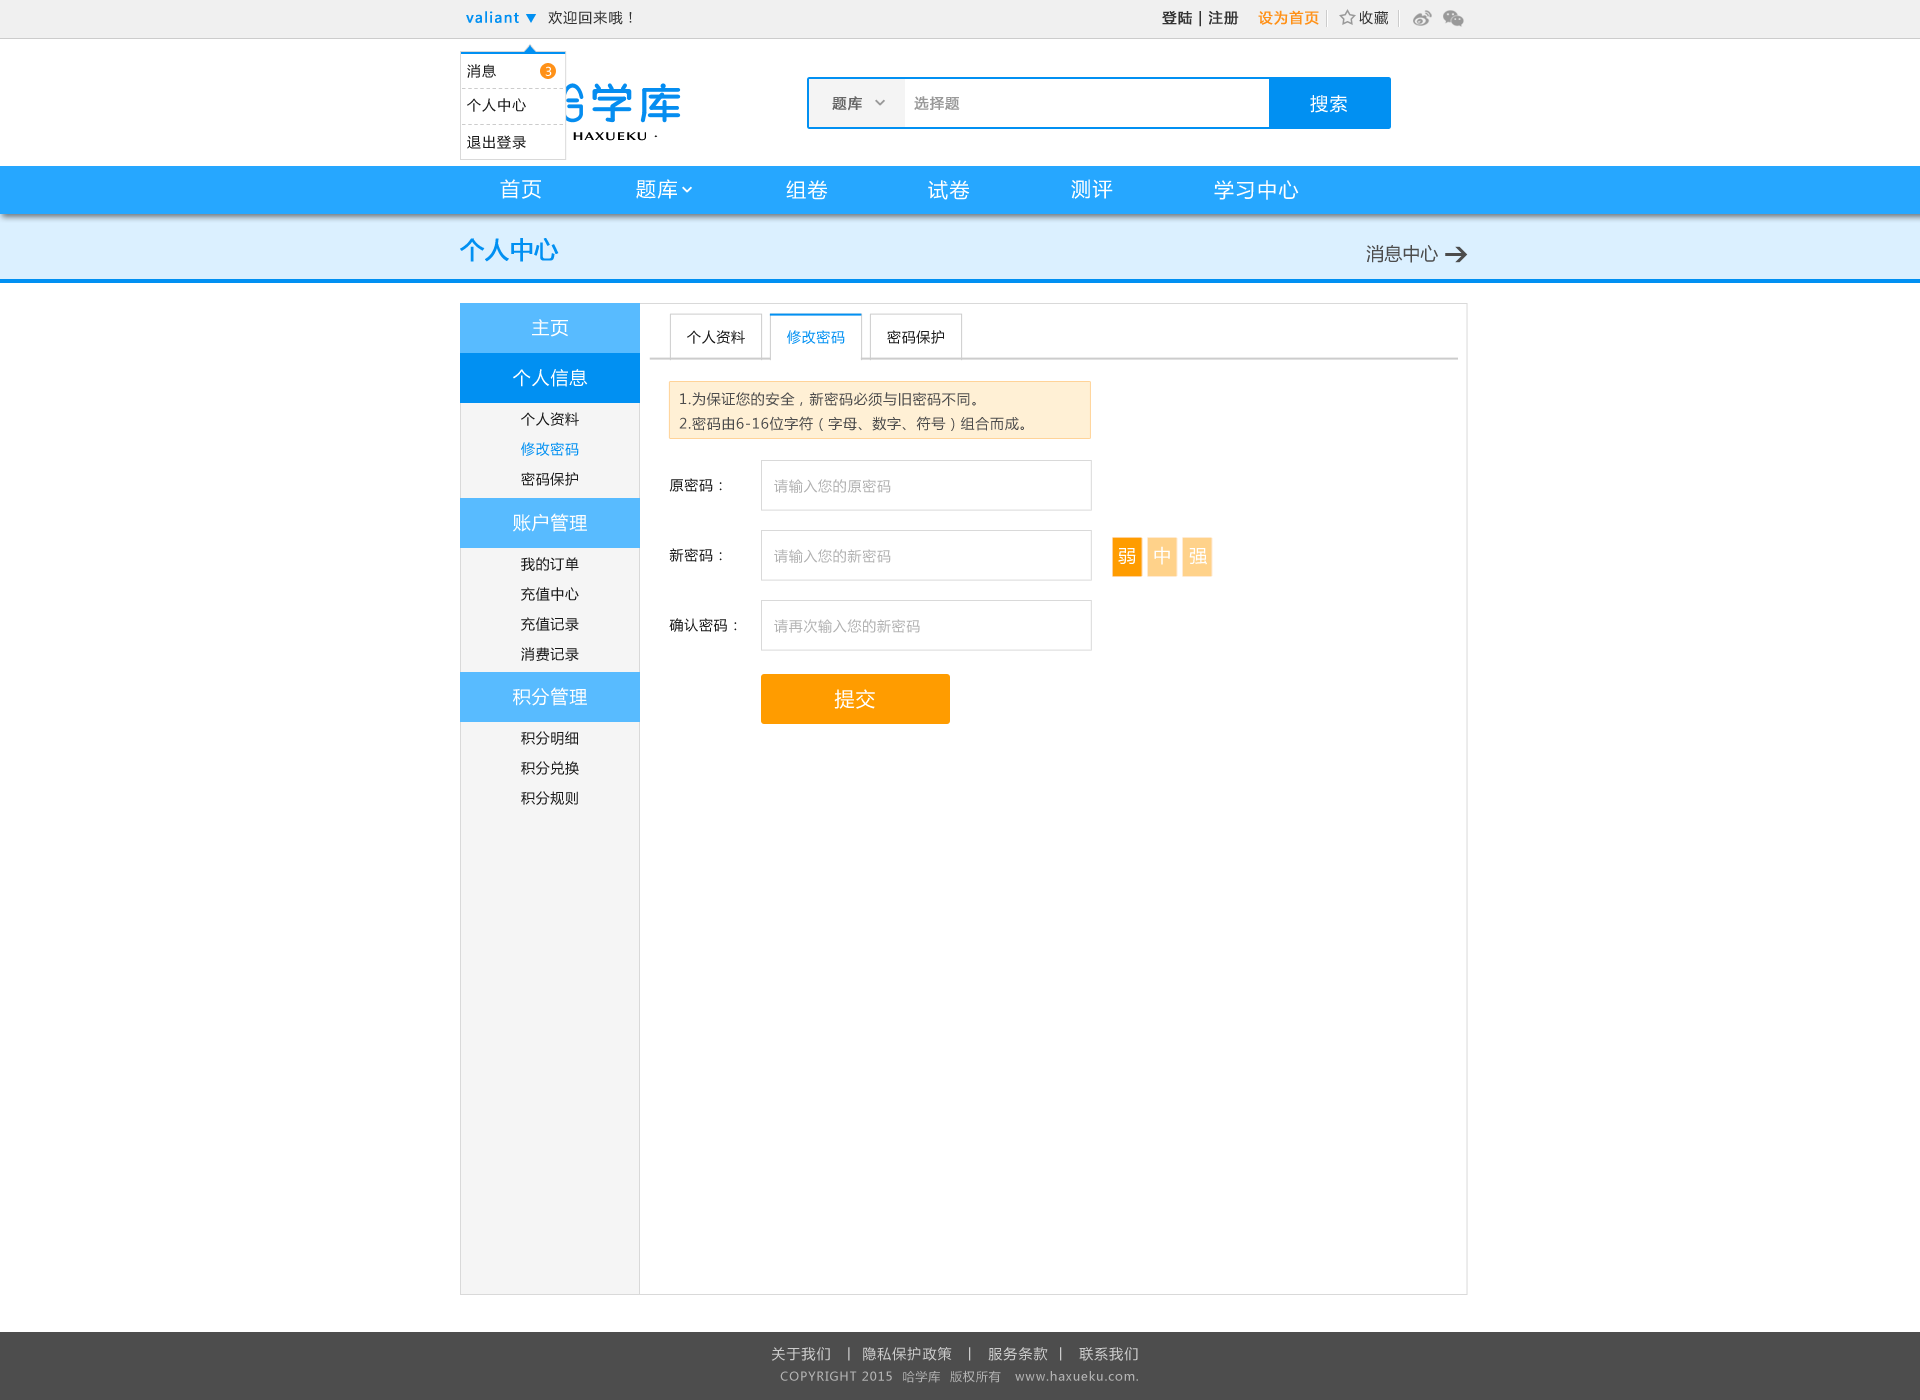 valiant ▼ 欢迎回来哦！
登陆 | 注册 设为首页 收藏
消息 3
个人中心
退出登录
哈学库
HAXUEKU ·
题库 选择题 搜索
首页 题库 组卷 试卷 测评 学习中心
个人中心
消息中心
主页
个人信息
个人资料
修改密码
密码保护
账户管理
我的订单
充值中心
充值记录
消费记录
积分管理
积分明细
积分兑换
积分规则
个人资料 修改密码 密码保护
1.为保证您的安全，新密码必须与旧密码不同。
2.密码由6-16位字符（字母、数字、符号）组合而成。
原密码： 请输入您的原密码
新密码： 请输入您的新密码 弱 中 强
确认密码： 请再次输入您的新密码
提交
关于我们 | 隐私保护政策 | 服务条款 | 联系我们
COPYRIGHT 2015 哈学库 版权所有 www.haxueku.com.